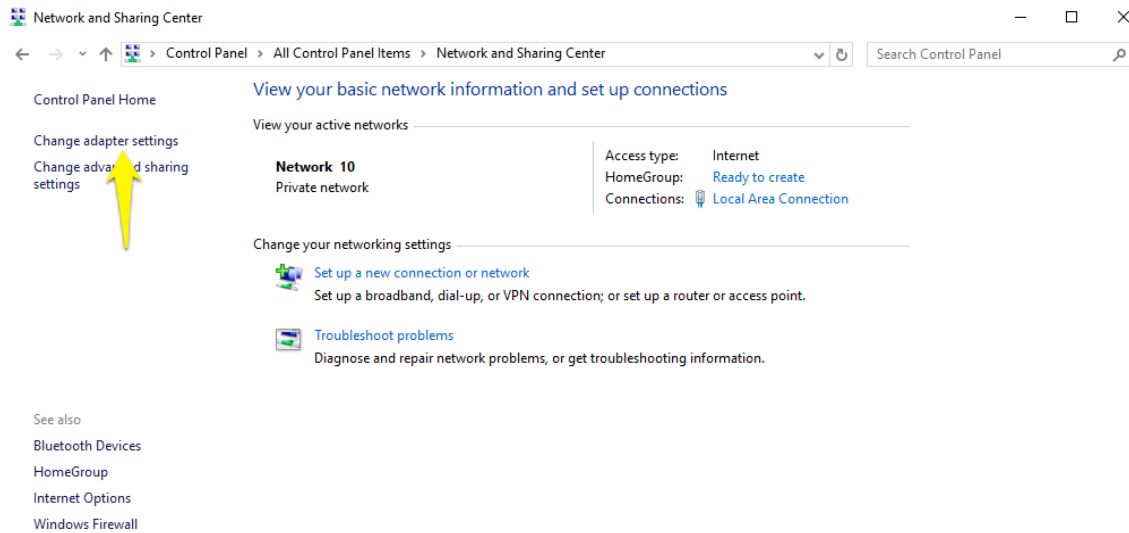 Network and Sharing Center
Control Panel > All Control Panel Items > Network and Sharing Center
Search Control Panel
Control Panel Home
Change adapter settings
Change advanced sharing
settings
View your basic network information and set up connections
View your active networks
Network 10
Private network
Access type: Internet
HomeGroup: Ready to create
Connections: Local Area Connection
Change your networking settings
Set up a new connection or network
Set up a broadband, dial-up, or VPN connection; or set up a router or access point.
Troubleshoot problems
Diagnose and repair network problems, or get troubleshooting information.
See also
Bluetooth Devices
HomeGroup
Internet Options
Windows Firewall